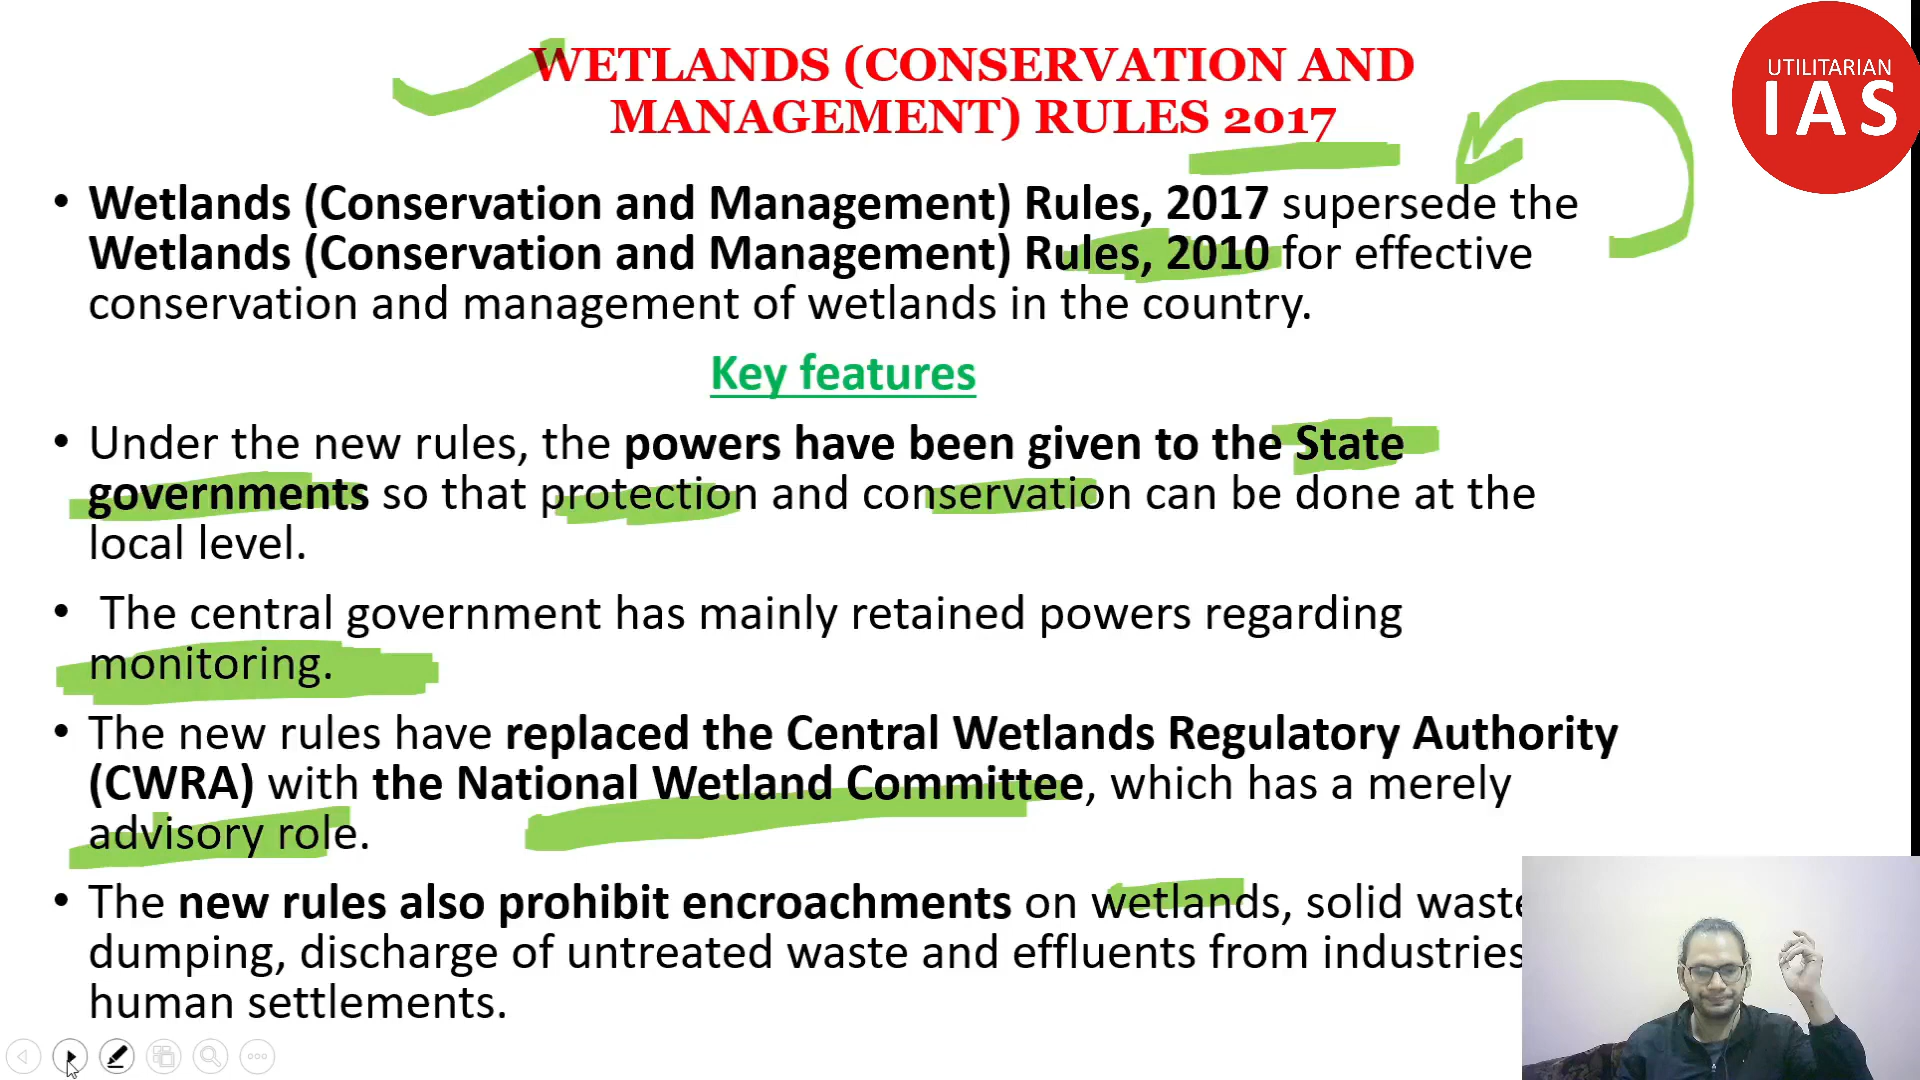 WETLANDS (CONSERVATION AND
MANAGEMENT) RULES 2017
UTILITARIAN
IAS
• Wetlands (Conservation and Management) Rules, 2017 supersede the
Wetlands (Conservation and Management) Rules, 2010 for effective
conservation and management of wetlands in the country.
Key features
• Under the new rules, the powers have been given to the State
governments so that protection and conservation can be done at the
local level.
• The central government has mainly retained powers regarding
monitoring.
• The new rules have replaced the Central Wetlands Regulatory Authority
(CWRA) with the National Wetland Committee, which has a merely
advisory role.
• The new rules also prohibit encroachments on wetlands, solid waste
dumping, discharge of untreated waste and effluents from industries
human settlements.